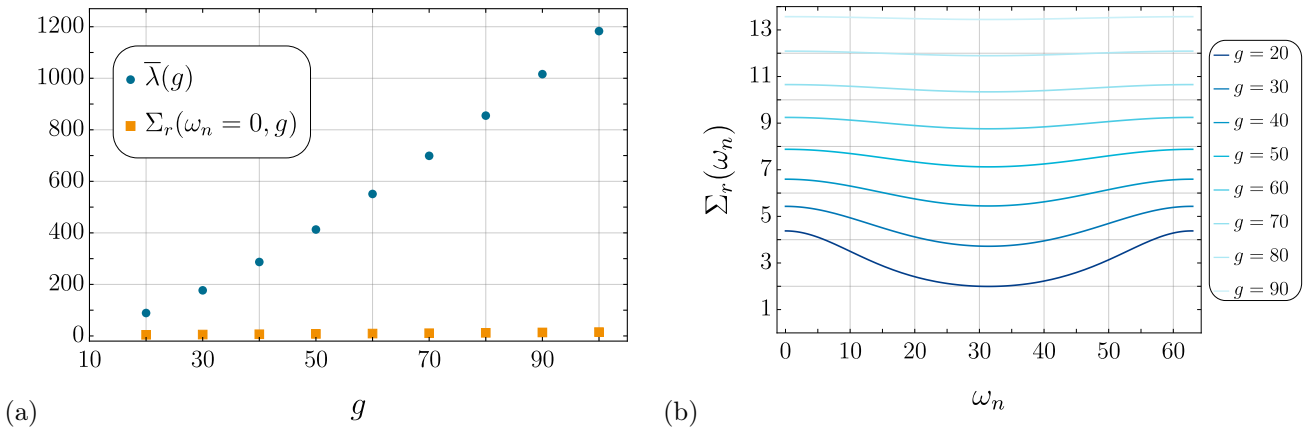 1200
1000
800
600
400
200
0
λ̅(g)
Σr(ωn = 0, g)
10 30 50 70 90
g
(a)
13
11
9
7
5
3
1
Σr(ωn)
0 10 20 30 40 50 60
ωn
(b)
g = 20
g = 30
g = 40
g = 50
g = 60
g = 70
g = 80
g = 90